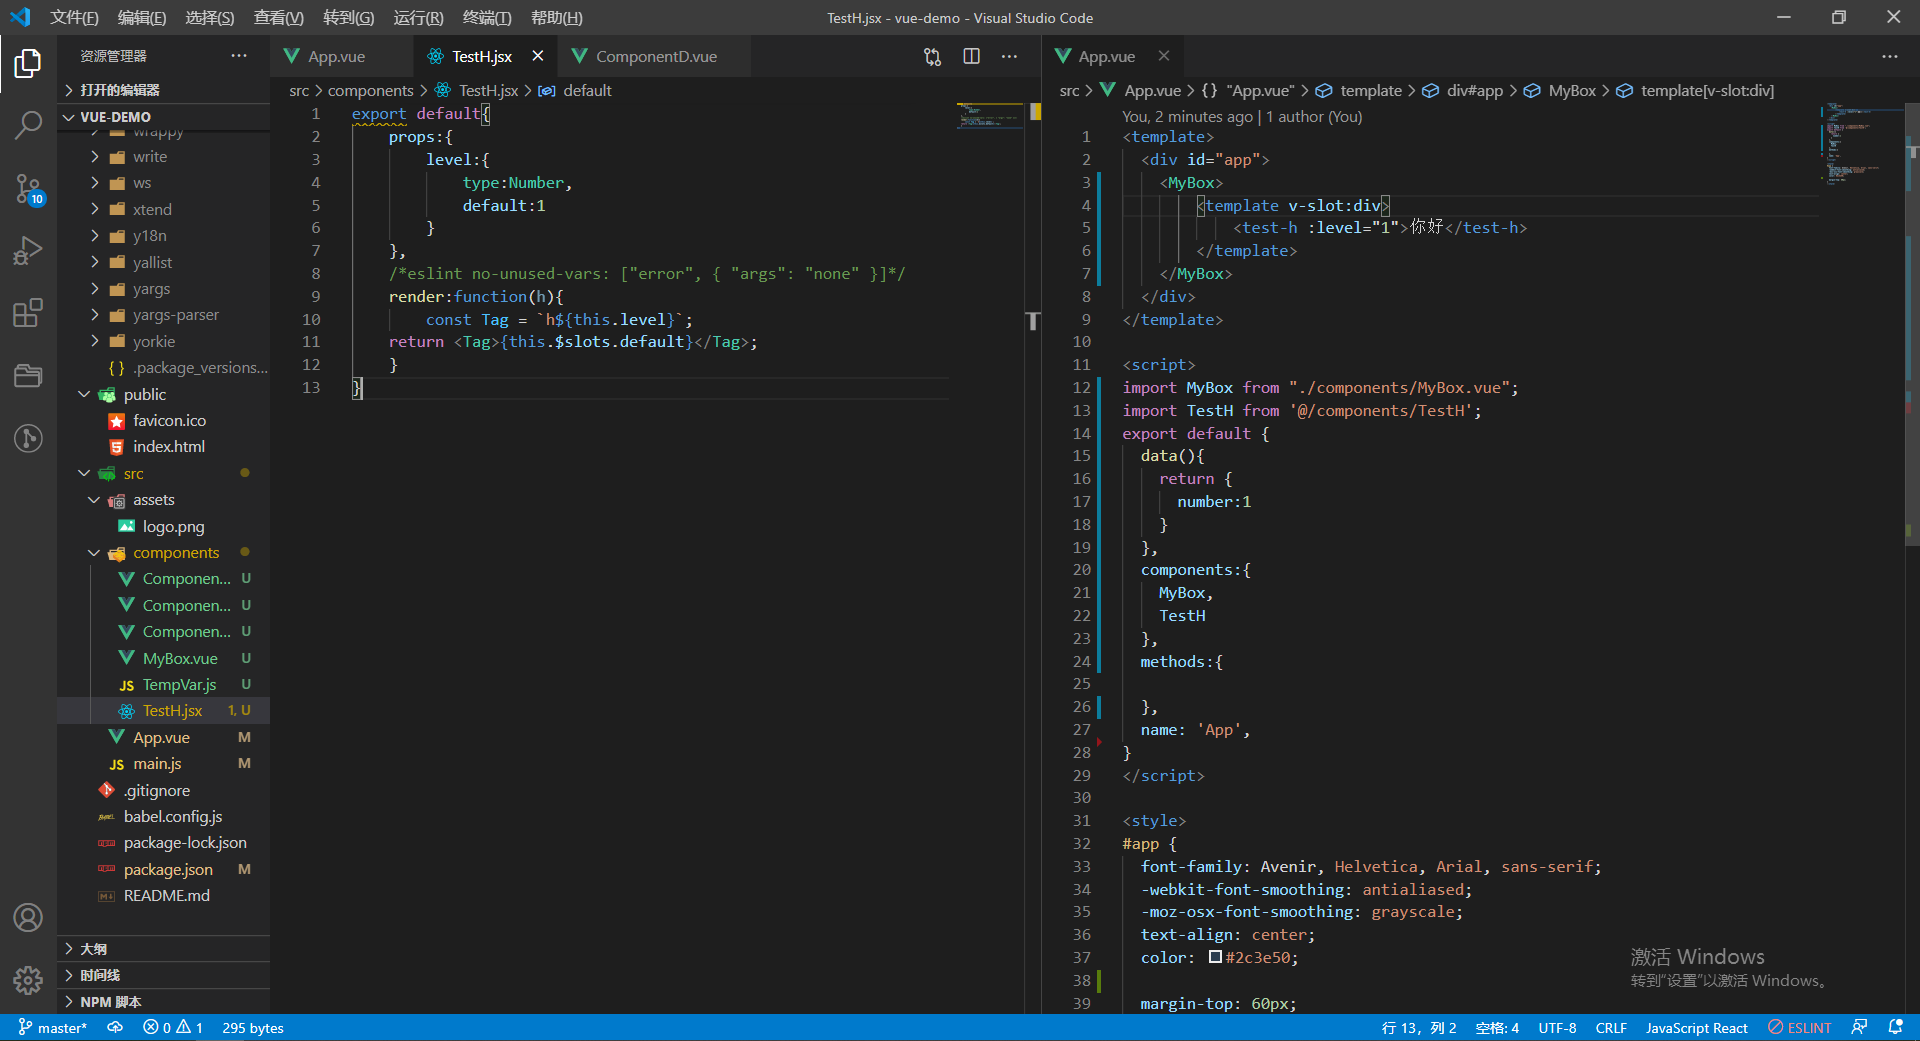 文件(F) 编辑(E) 选择(S) 查看(V) 转到(G) 运行(R) 终端(T) 帮助(H) TestH.jsx - vue-demo - Visual Studio Code
资源管理器
打开的编辑器
VUE-DEMO
wrappy
write
ws
10
xtend
y18n
yallist
yargs
yargs-parser
yorkie
{ } .package_versions...
public
favicon.ico
index.html
src
assets
logo.png
components
Componen... U
Componen... U
Componen... U
MyBox.vue U
JS TempVar.js U
TestH.jsx 1, U
App.vue M
JS main.js M
.gitignore
babel.config.js
package-lock.json
package.json M
README.md
大纲
时间线
NPM 脚本
App.vue TestH.jsx ComponentD.vue
src > components > TestH.jsx > default
1 export default{
2 props:{
3 level:{
4 type:Number,
5 default:1
6 }
7 },
8 /*eslint no-unused-vars: ["error", { "args": "none" }]*/
9 render:function(h){
10 const Tag = `h${this.level}`;
11 return <Tag>{this.$slots.default}</Tag>;
12 }
13 }
App.vue
src > App.vue > {} "App.vue" > template > div#app > MyBox > template[v-slot:div]
You, 2 minutes ago | 1 author (You)
1 <template>
2 <div id="app">
3 <MyBox>
4 <template v-slot:div>
5 <test-h :level="1">你好</test-h>
6 </template>
7 </MyBox>
8 </div>
9 </template>
10
11 <script>
12 import MyBox from "./components/MyBox.vue";
13 import TestH from '@/components/TestH';
14 export default {
15 data(){
16 return {
17 number:1
18 }
19 },
20 components:{
21 MyBox,
22 TestH
23 },
24 methods:{
25
26 },
27 name: 'App',
28 }
29 </script>
30
31 <style>
32 #app {
33 font-family: Avenir, Helvetica, Arial, sans-serif;
34 -webkit-font-smoothing: antialiased;
35 -moz-osx-font-smoothing: grayscale;
36 text-align: center;
37 color: #2c3e50;
38
39 margin-top: 60px;
激活 Windows
转到"设置"以激活 Windows。
master* 0 1 295 bytes 行 13，列 2 空格: 4 UTF-8 CRLF JavaScript React ESLINT